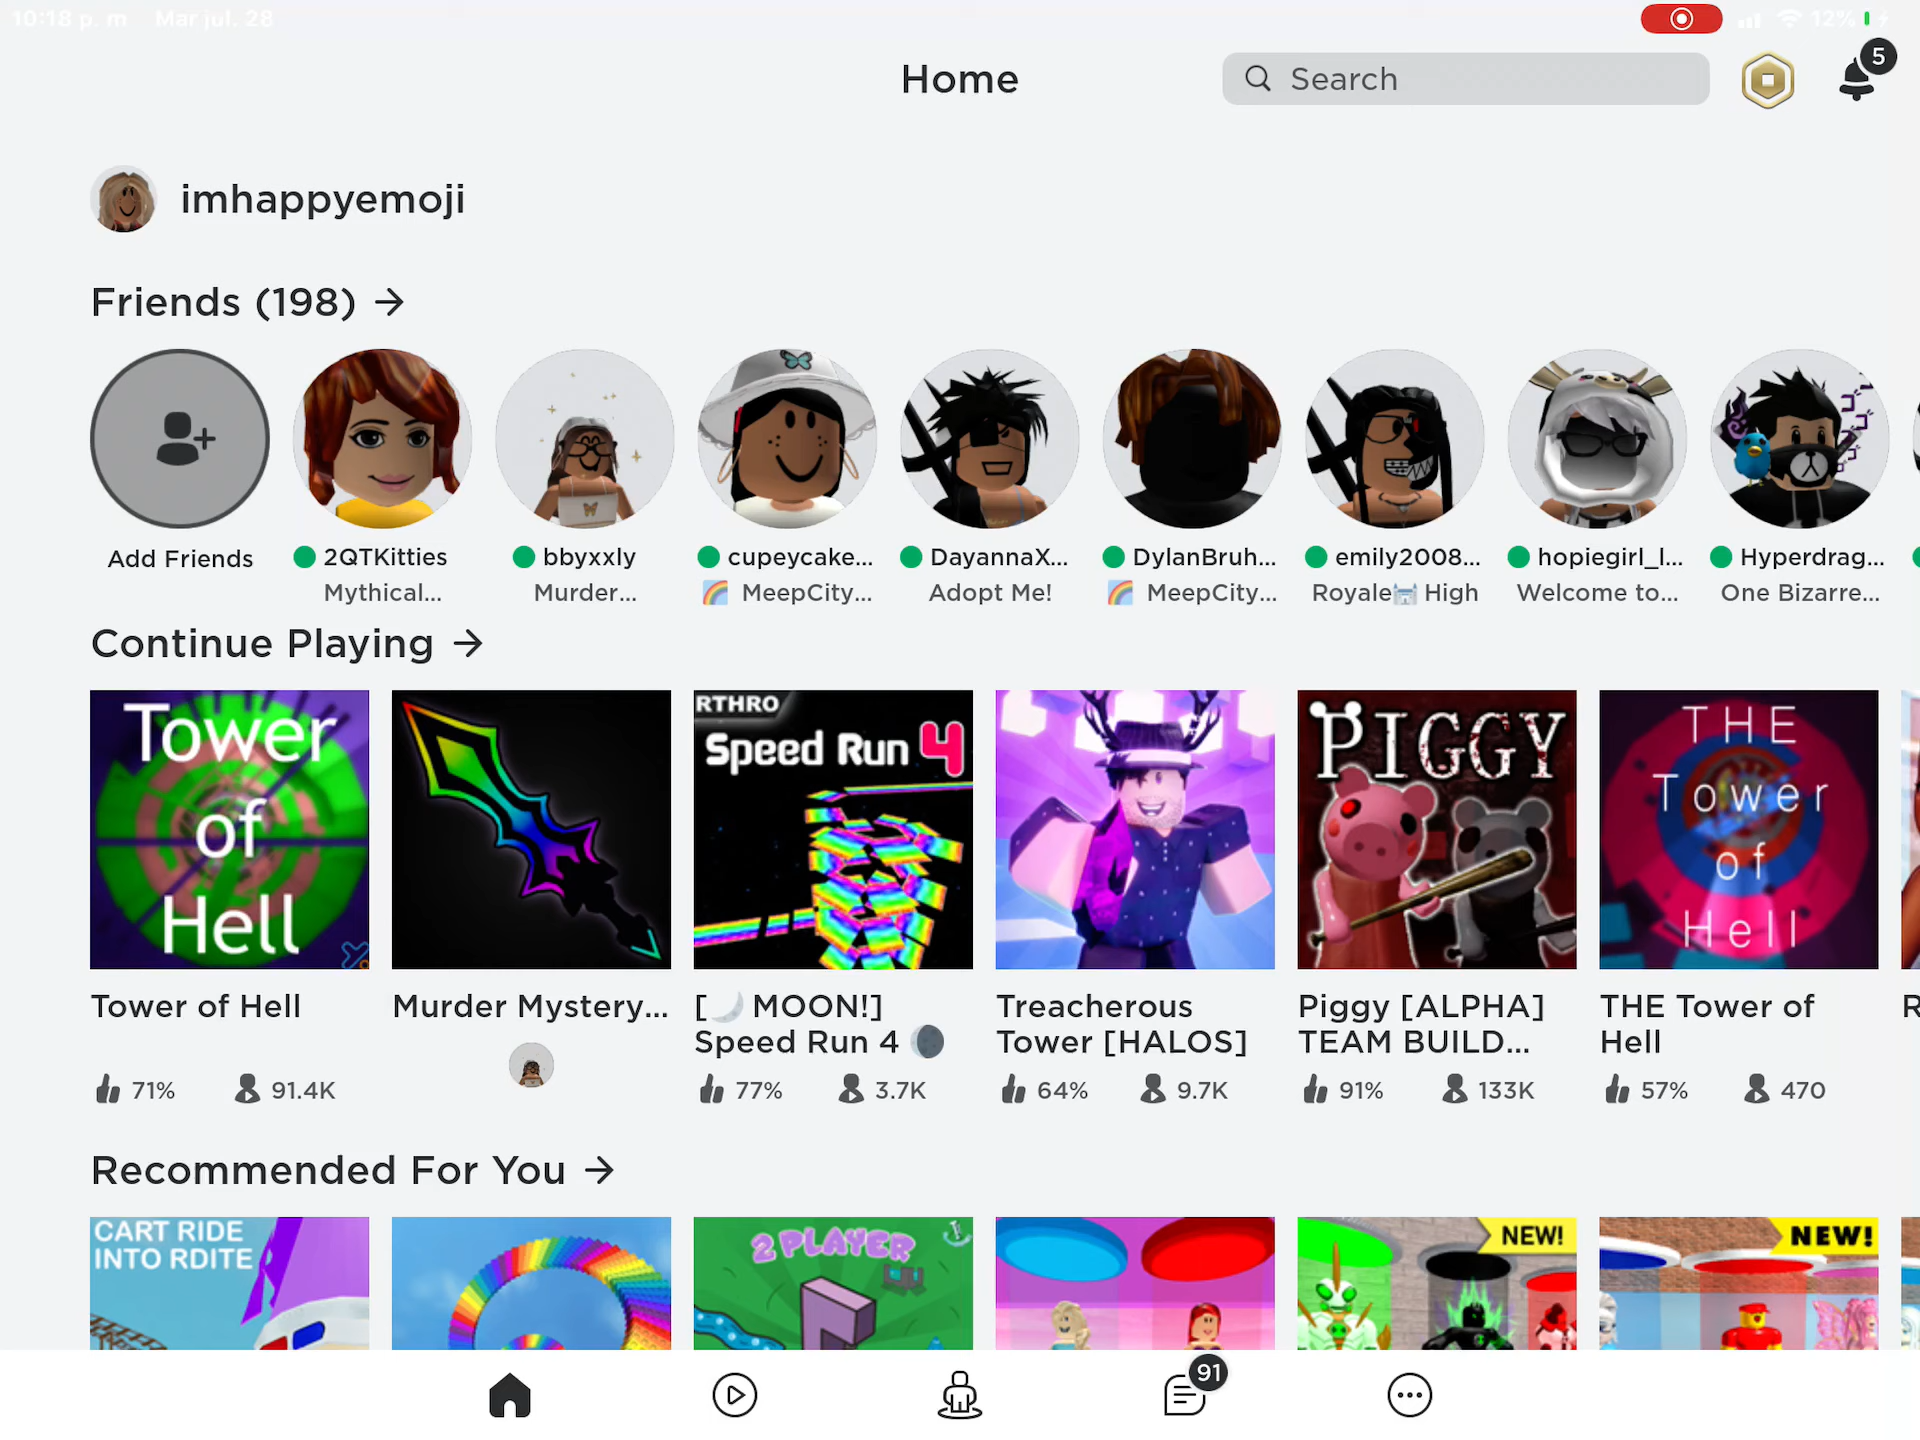 10:18 p. m Mar jul. 28
12%
Home
Search
5
imhappyemoji
Friends (198) →
Add Friends
2QTKitties
bbyxxly
cupeycake...
DayannaX...
DylanBruh...
emily2008...
hopiegirl_l...
Hyperdrag...
Mythical...
Murder...
🌈 MeepCity...
Adopt Me!
🌈 MeepCity...
Royale🏰 High
Welcome to...
One Bizarre...
Continue Playing →
Tower
of
Hell
RTHRO
Speed Run 4
PIGGY
THE
Tower
of
Hell
Tower of Hell
71% 91.4K
Murder Mystery...
[🌙 MOON!]
Speed Run 4 🌘
77% 3.7K
Treacherous
Tower [HALOS]
64% 9.7K
Piggy [ALPHA]
TEAM BUILD...
91% 133K
THE Tower of
Hell
57% 470
R
Recommended For You →
CART RIDE
INTO RDITE
2 PLAYER
NEW!
NEW!
91